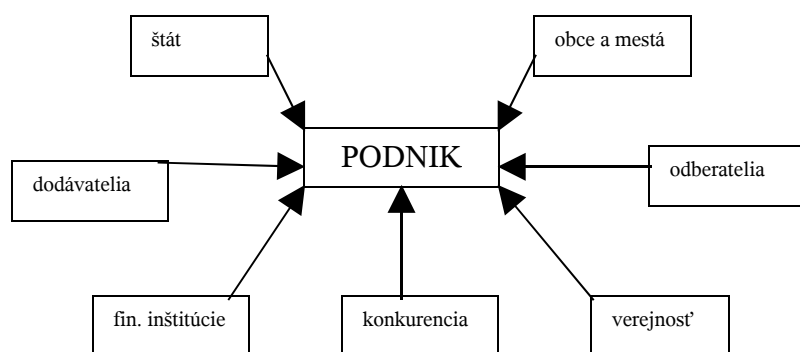 štát
obce a mestá
PODNIK
dodávatelia
odberatelia
fin. inštitúcie
konkurencia
verejnosť